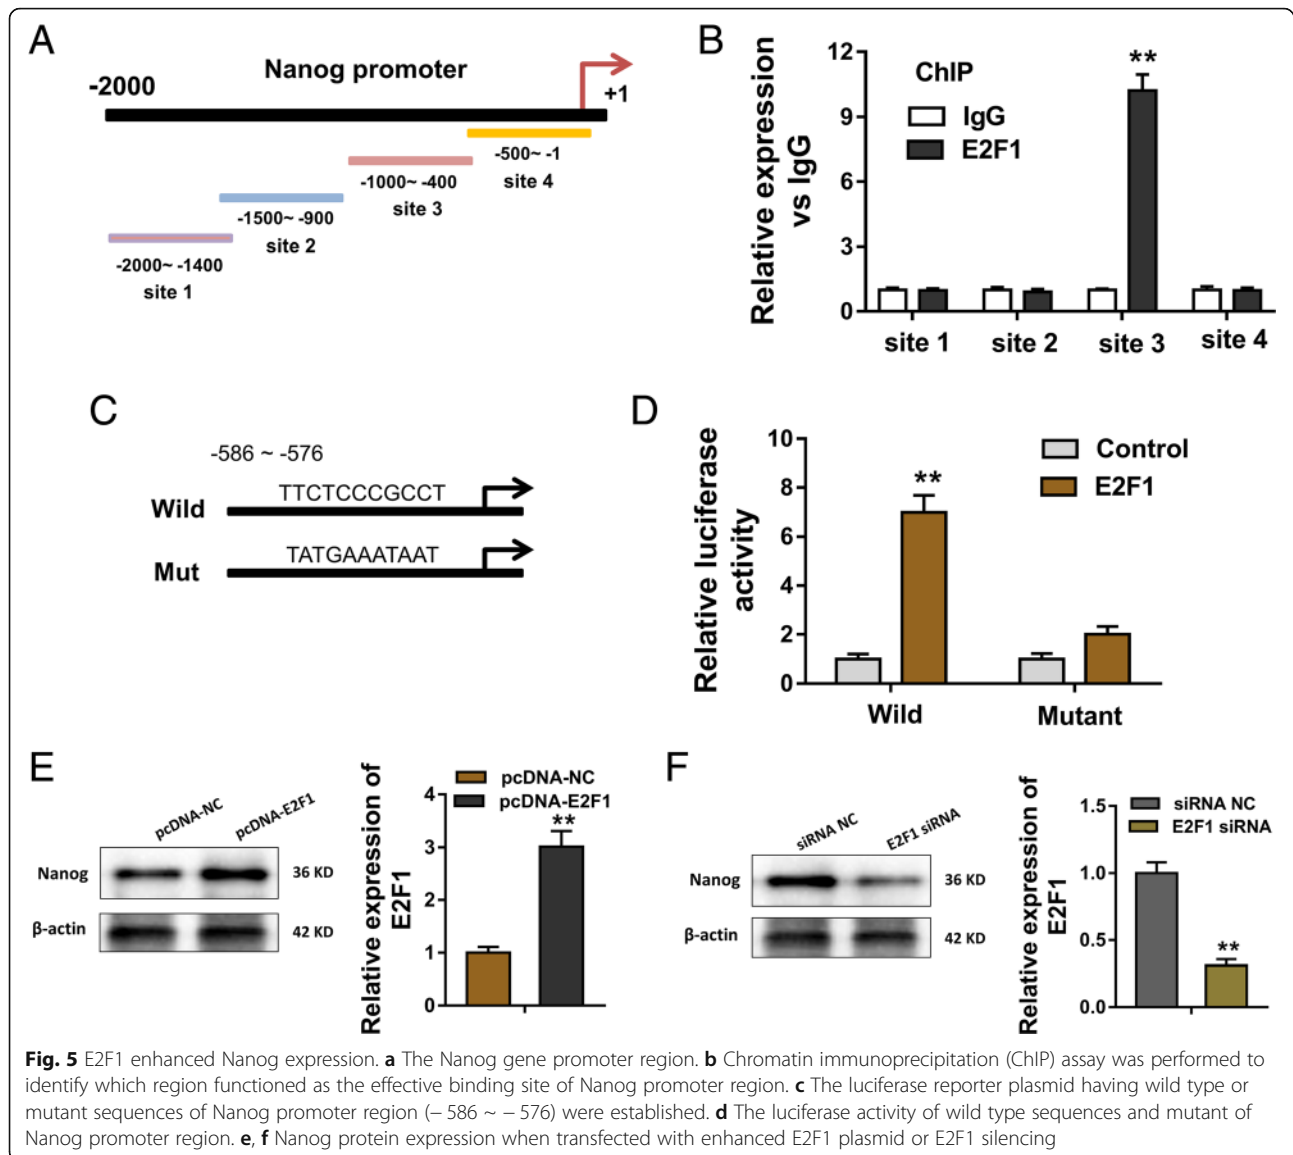 A
Nanog promoter
-2000
+1
-500~ -1
site 4
-1000~ -400
site 3
-1500~ -900
site 2
-2000~ -1400
site 1
B
Relative expression
vs IgG
12
9
6
3
0
ChIP
IgG
E2F1
**
site 1 site 2 site 3 site 4
C
-586 ~ -576
Wild TTCTCCCGCCT
Mut TATGAAATAAT
D
Relative luciferase
activity
10
8
6
4
2
0
Control
E2F1
**
Wild Mutant
E
pcDNA-NC pcDNA-E2F1
Nanog 36 KD
β-actin 42 KD
Relative expression of
E2F1
4
3
2
1
0
pcDNA-NC
pcDNA-E2F1
**
F
siRNA NC E2F1 siRNA
Nanog 36 KD
β-actin 42 KD
Relative expression of
E2F1
1.5
1.0
0.5
0.0
siRNA NC
E2F1 siRNA
**
Fig. 5 E2F1 enhanced Nanog expression. a The Nanog gene promoter region. b Chromatin immunoprecipitation (ChIP) assay was performed to
identify which region functioned as the effective binding site of Nanog promoter region. c The luciferase reporter plasmid having wild type or
mutant sequences of Nanog promoter region (− 586 ~ − 576) were established. d The luciferase activity of wild type sequences and mutant of
Nanog promoter region. e, f Nanog protein expression when transfected with enhanced E2F1 plasmid or E2F1 silencing